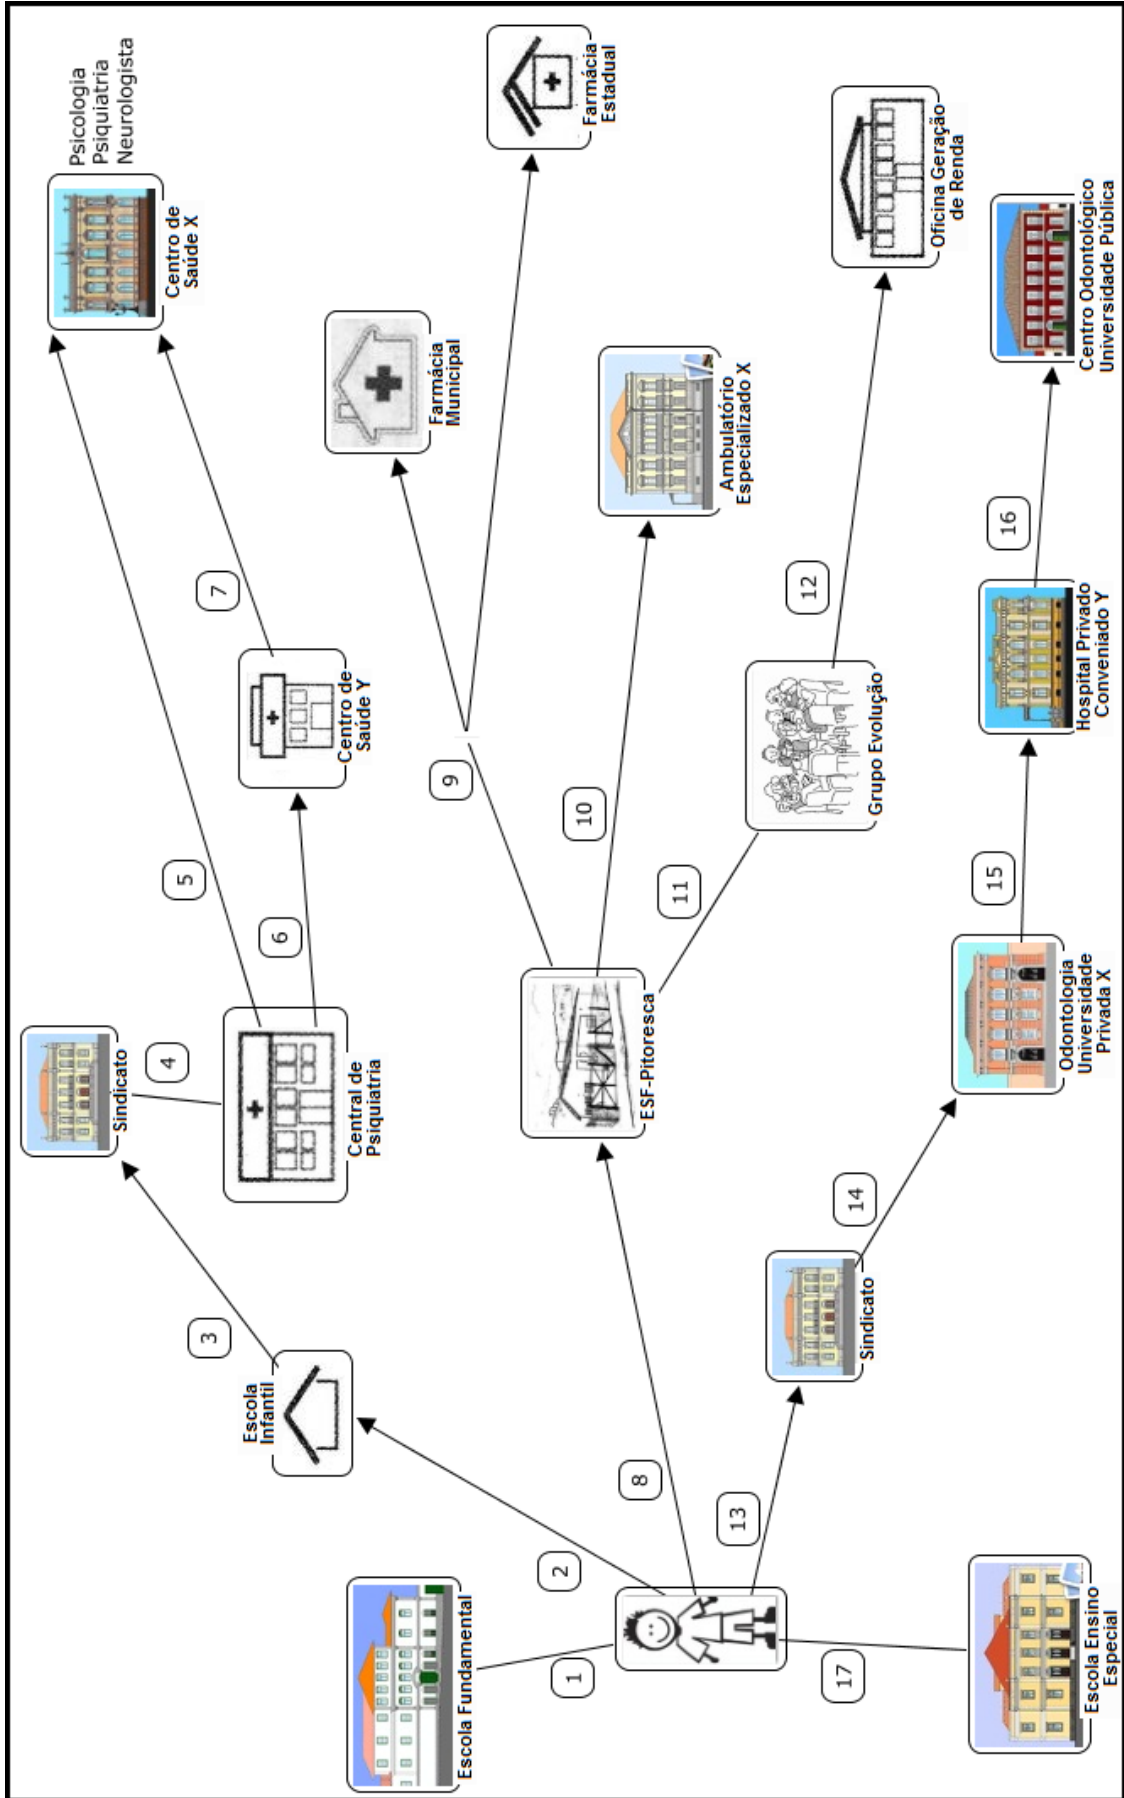 Psicologia
Psiquiatria
Neurologista
Centro de
Saúde X
Farmácia
Estadual
Farmácia
Municipal
Centro de
Saúde Y
Sindicato
Central de
Psiquiatria
Escola
Infantil
Escola Fundamental
ESF-Pitoresca
Ambulatório
Especializado X
Grupo Evolução
Oficina Geração
de Renda
Sindicato
Odontologia
Universidade
Privada X
Hospital Privado
Conveniado Y
Centro Odológico
Universidade Pública
Escola Ensino
Especial
1
2
3
4
5
6
7
8
9
10
11
12
13
14
15
16
17